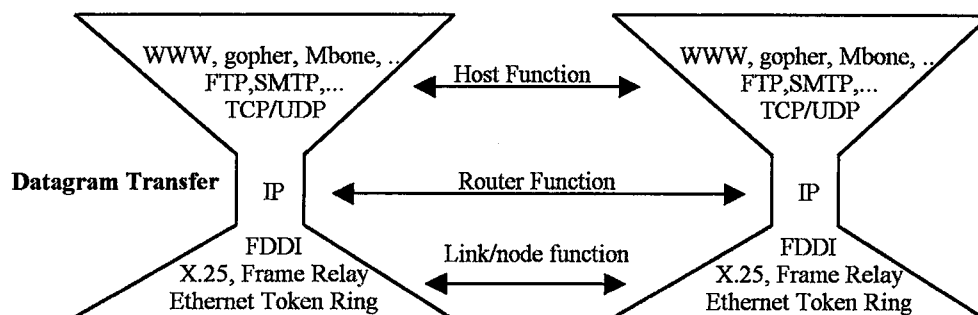 WWW, gopher, Mbone, ..
FTP,SMTP,...
TCP/UDP
Host Function
WWW, gopher, Mbone, ..
FTP,SMTP,...
TCP/UDP
Datagram Transfer
IP
Router Function
IP
FDDI
X.25, Frame Relay
Ethernet Token Ring
Link/node function
FDDI
X.25, Frame Relay
Ethernet Token Ring